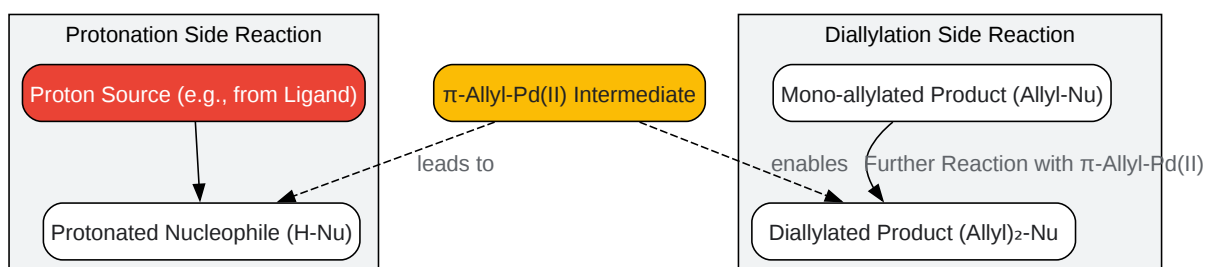 Protonation Side Reaction
Diallylation Side Reaction
Proton Source (e.g., from Ligand)
π-Allyl-Pd(II) Intermediate
Mono-allylated Product (Allyl-Nu)
leads to
enables
Further Reaction with π-Allyl-Pd(II)
Protonated Nucleophile (H-Nu)
Diallylated Product (Allyl)₂-Nu